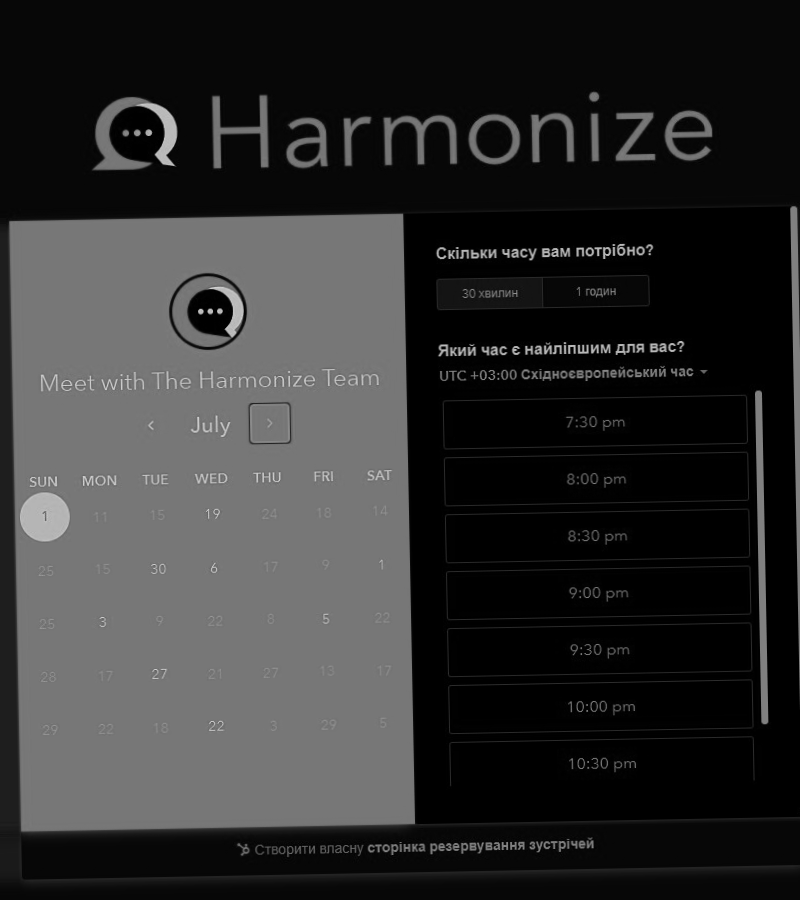 Harmonize
Meet with The Harmonize Team
July
SUN MON TUE WED THU FRI SAT
1 11 15 19 24 18 14
25 15 30 6 17 9 1
25 3 9 22 8 5 22
28 17 27 21 27 13 17
29 22 18 22 3 29 5
Скільки часу вам потрібно?
30 хвилин 1 годин
Який час є найліпшим для вас?
UTC +03:00 Східноєвропейський час
7:30 pm
8:00 pm
8:30 pm
9:00 pm
9:30 pm
10:00 pm
10:30 pm
Створити власну сторінка резервування зустрічей